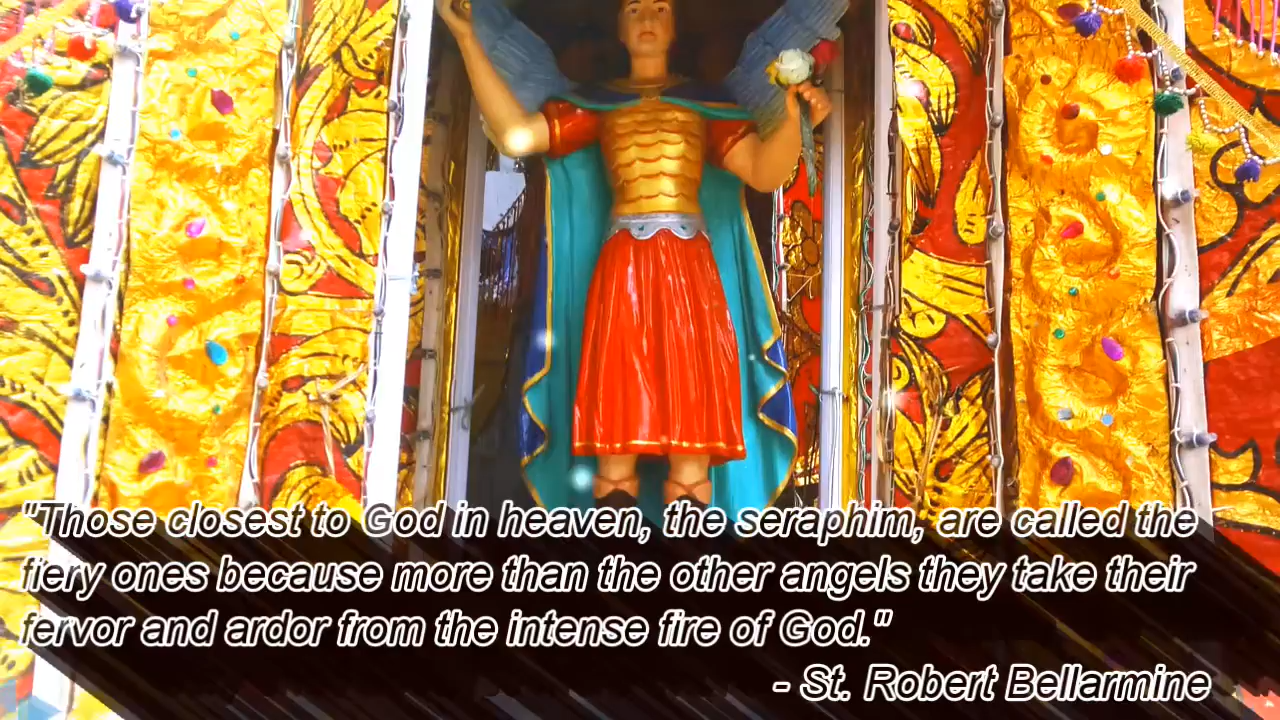 "Those closest to God in heaven, the seraphim, are called the
fiery ones because more than the other angels they take their
fervor and ardor from the intense fire of God."
- St. Robert Bellarmine